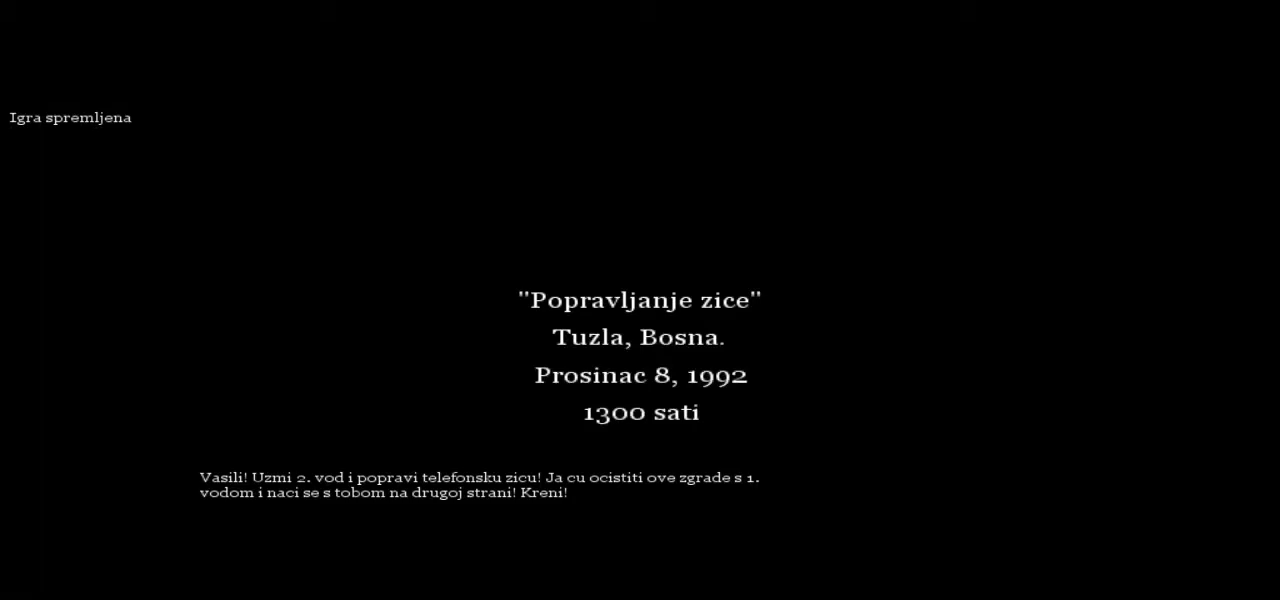 Igra spremljena
"Popravljanje zice"
Tuzla, Bosna.
Prosinac 8, 1992
1300 sati
Vasili! Uzmi 2. vod i popravi telefonsku zicu! Ja cu ocistiti ove zgrade s 1.
vodom i naci se s tobom na drugoj strani! Kreni!